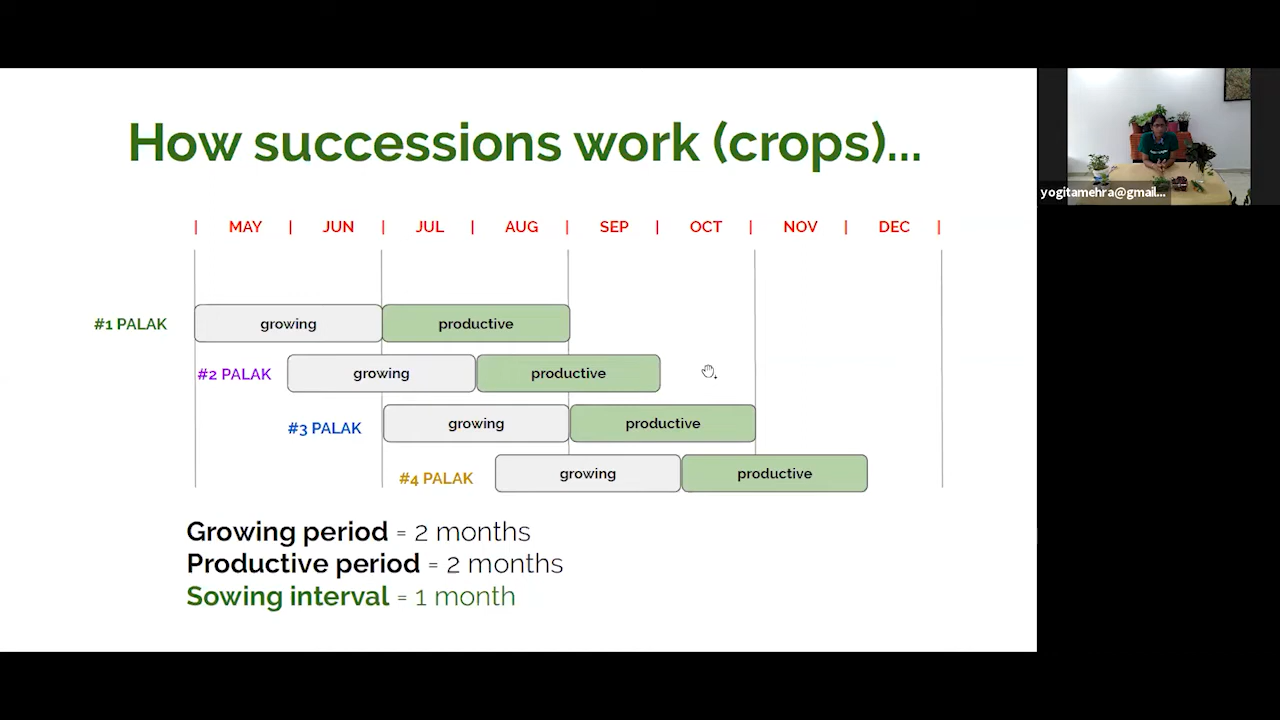 How successions work (crops)...
| MAY | JUN | JUL | AUG | SEP | OCT | NOV | DEC |
#1 PALAK growing productive
#2 PALAK growing productive
#3 PALAK growing productive
#4 PALAK growing productive
Growing period = 2 months
Productive period = 2 months
Sowing interval = 1 month
yogitamehra@gmail...